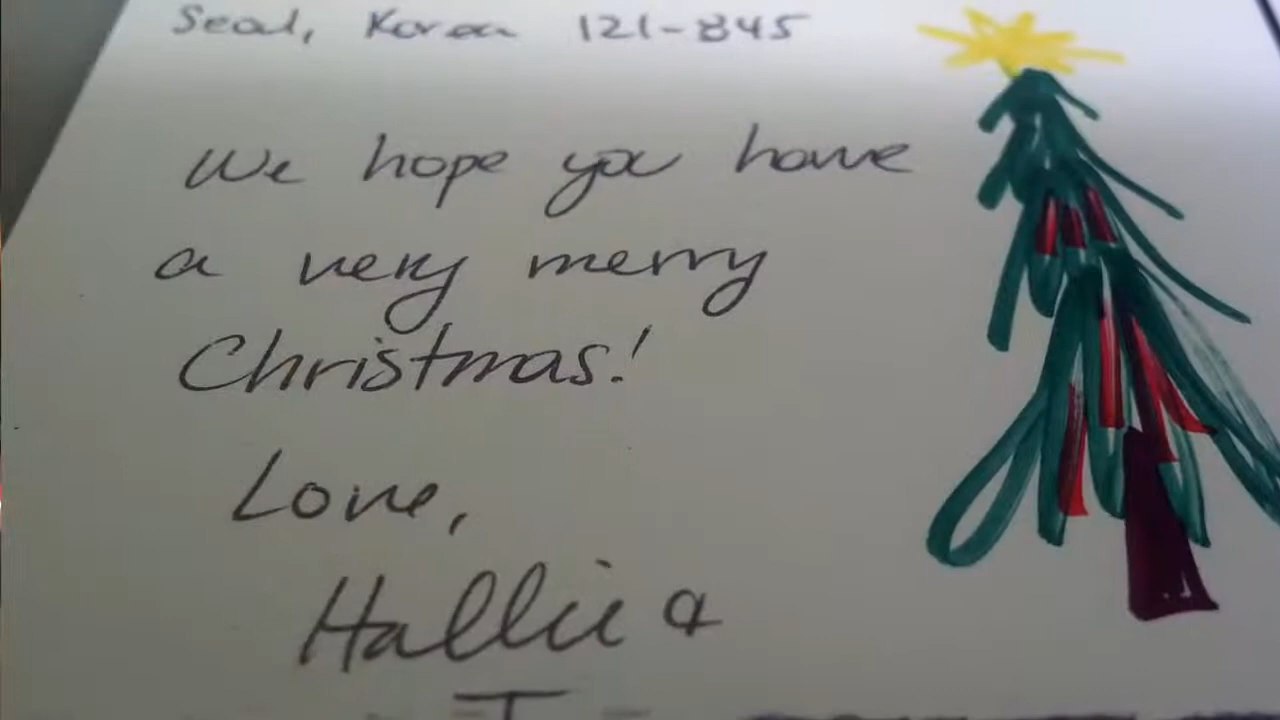 Seoul, Korea 121-845
We hope you have
a very merry
Christmas!
Love,
Hallie &